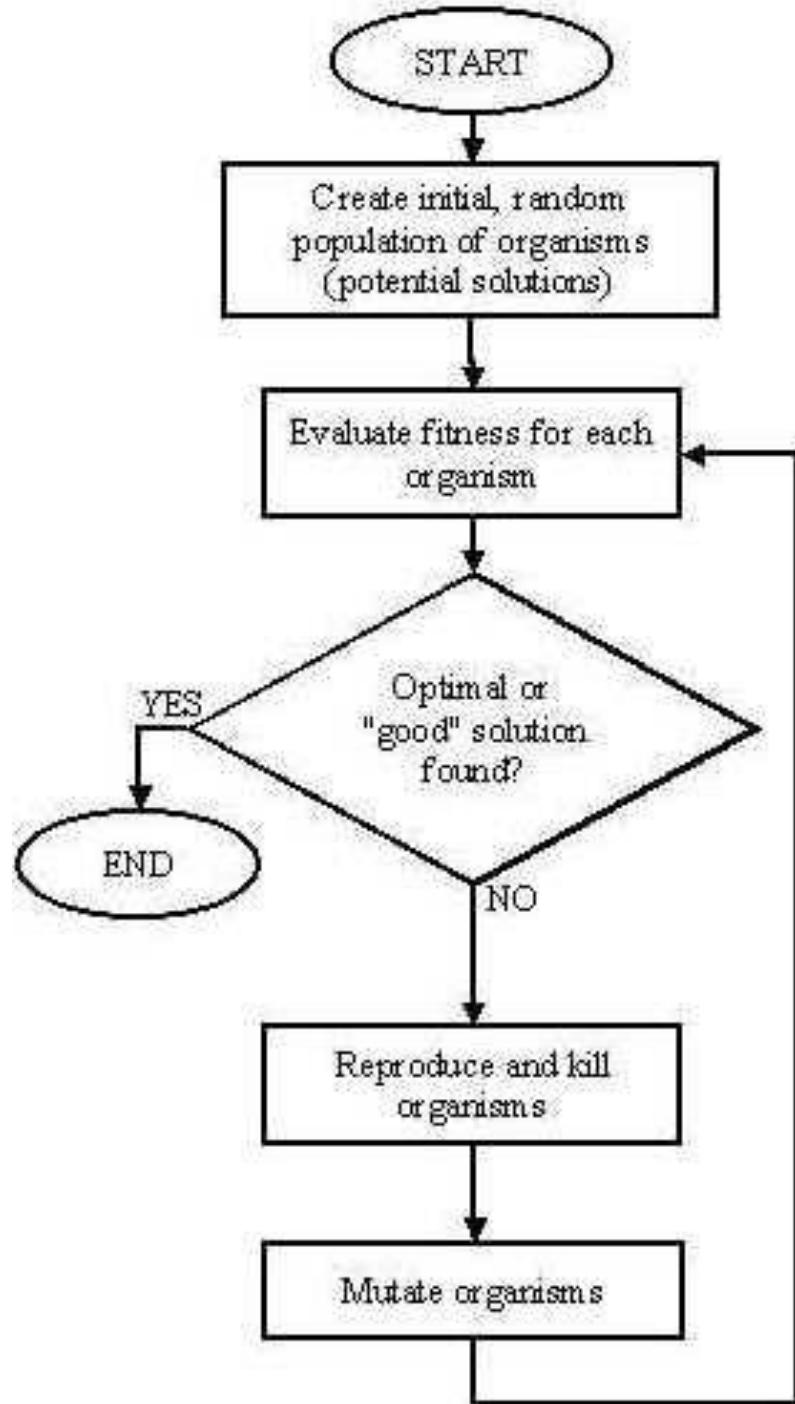 START
Create initial, random
population of organisms
(potential solutions)
Evaluate fitness for each
organism
Optimal or
"good" solution
found?
YES
END
NO
Reproduce and kill
organisms
Mutate organisms